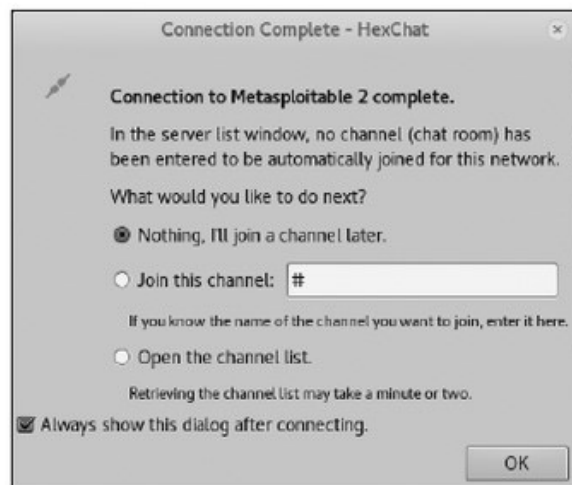 Connection Complete - HexChat
Connection to Metasploitable 2 complete.
In the server list window, no channel (chat room) has
been entered to be automatically joined for this network.
What would you like to do next?
Nothing, I'll join a channel later.
Join this channel: #
If you know the name of the channel you want to join, enter it here.
Open the channel list.
Retrieving the channel list may take a minute or two.
Always show this dialog after connecting.
OK